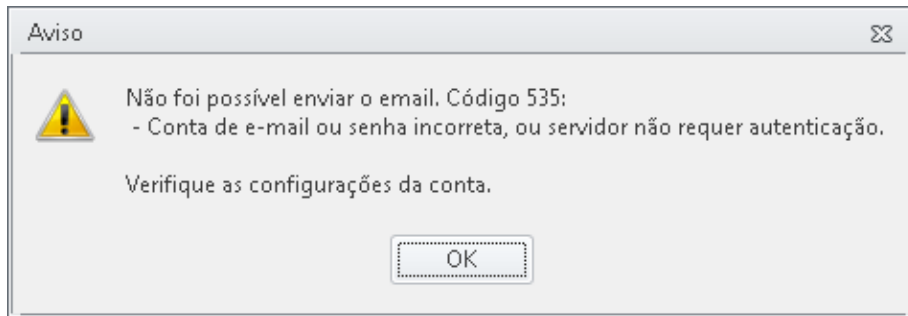 Aviso
Não foi possível enviar o email. Código 535:
- Conta de e-mail ou senha incorreta, ou servidor não requer autenticação.
Verifique as configurações da conta.
OK